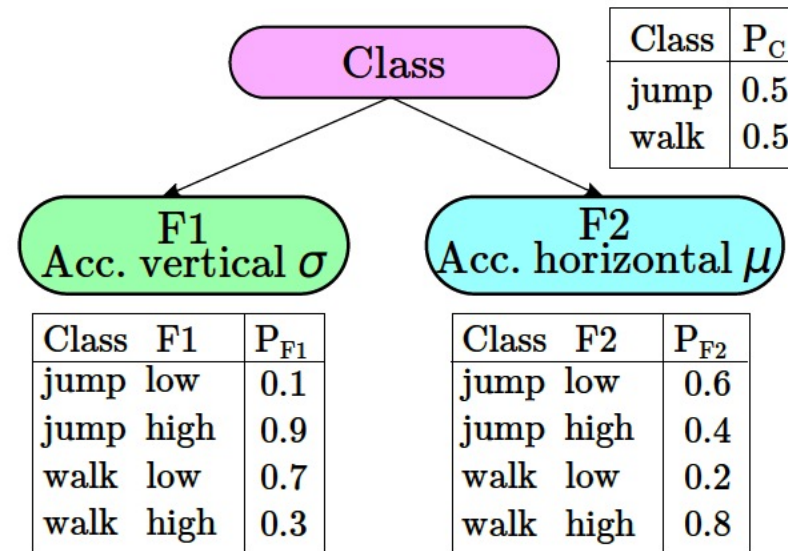 Class
Class P_C
jump 0.5
walk 0.5
F1
Acc. vertical σ
F2
Acc. horizontal μ
Class F1 P_F1
jump low 0.1
jump high 0.9
walk low 0.7
walk high 0.3
Class F2 P_F2
jump low 0.6
jump high 0.4
walk low 0.2
walk high 0.8